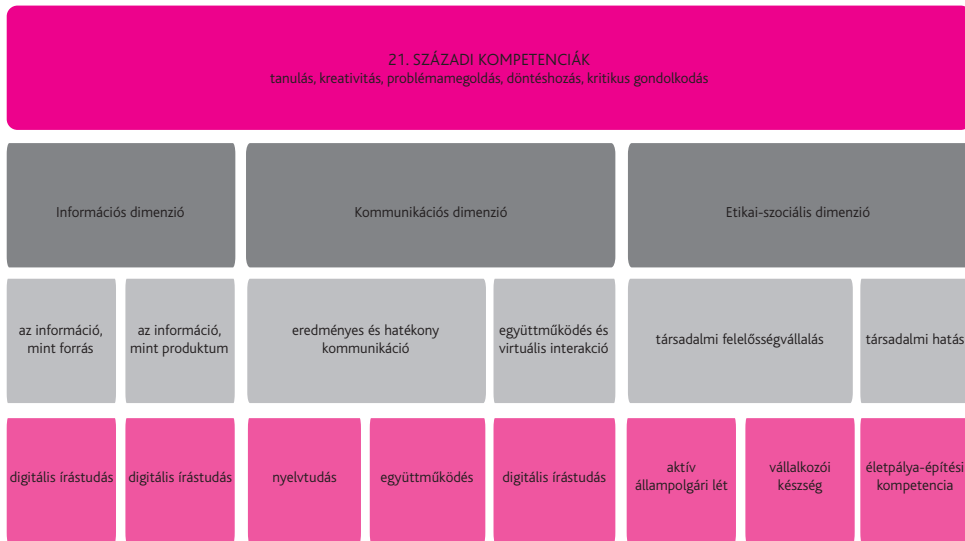 21. SZÁZADI KOMPETENCIÁK
tanulás, kreativitás, problémamegoldás, döntéshozás, kritikus gondolkodás
Információs dimenzió
Kommunikációs dimenzió
Etikai-szociális dimenzió
az információ,
mint forrás
az információ,
mint produktum
eredményes és hatékony
kommunikáció
együttműködés és
virtuális interakció
társadalmi felelősségvállalás
társadalmi hatás
digitális írástudás
digitális írástudás
nyelvtudás
együttműködés
digitális írástudás
aktív
állampolgári lét
vállalkozói
készség
életpálya-építési
kompetencia